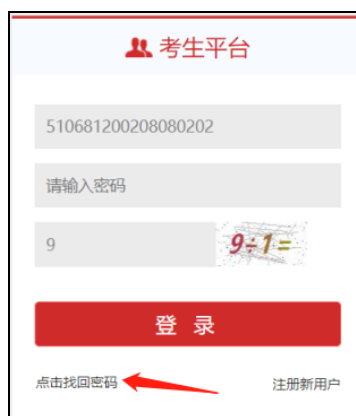 考生平台
510681200208080202
请输入密码
9 9÷1=
登 录
点击找回密码 注册新用户